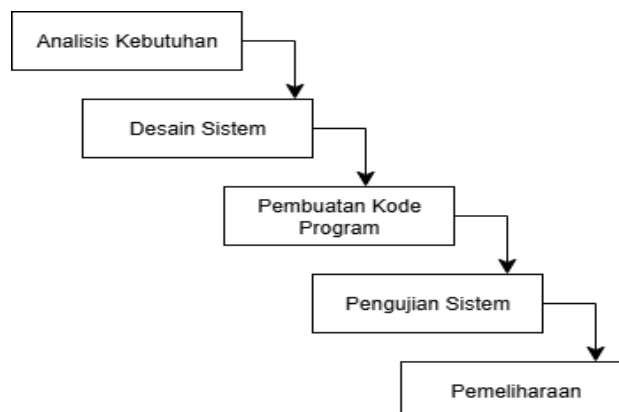 Analisis Kebutuhan
Desain Sistem
Pembuatan Kode
Program
Pengujian Sistem
Pemeliharaan